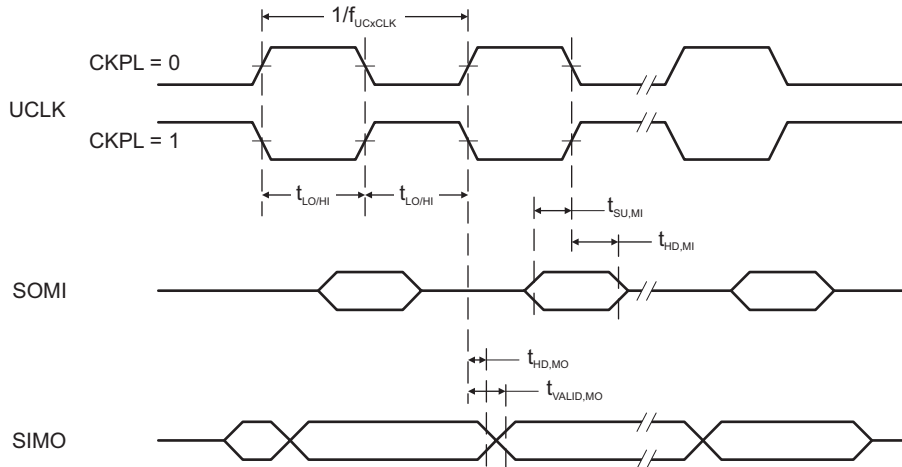 1/fUCxCLK
CKPL = 0
UCLK
CKPL = 1
tLO/HI
tLO/HI
tSU,MI
tHD,MI
SOMI
tHD,MO
tVALID,MO
SIMO